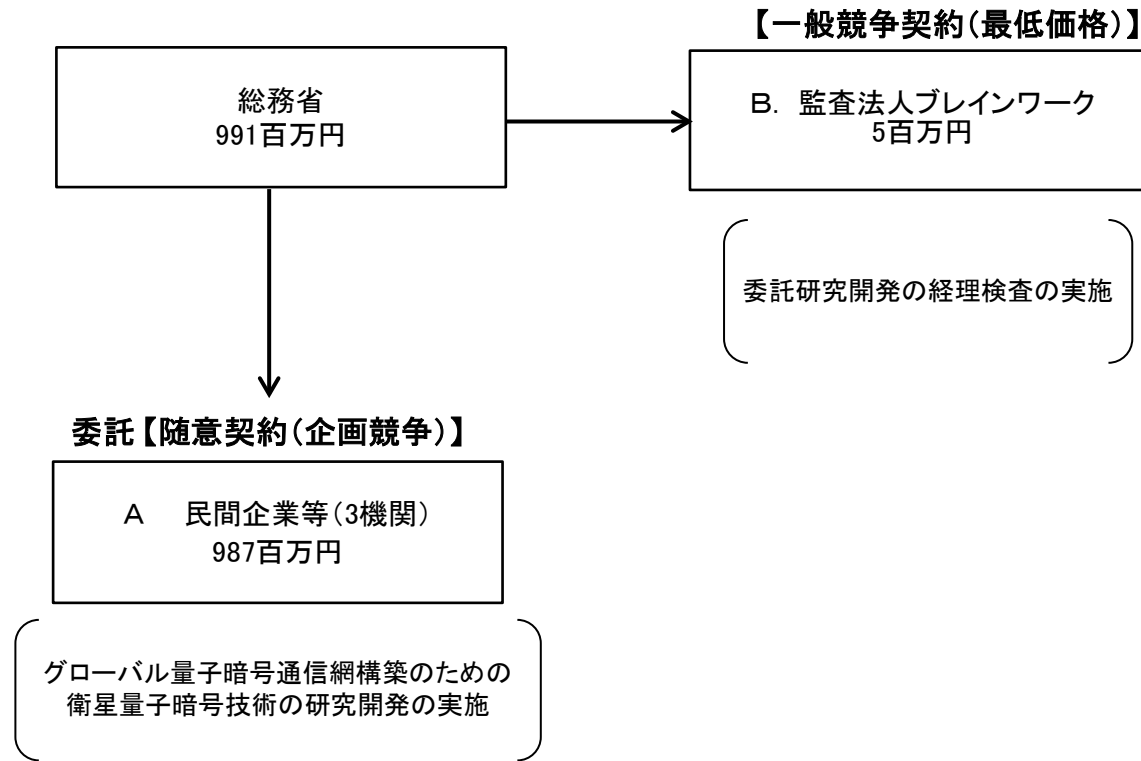 【一般競争契約(最低価格)】
総務省
991百万円
B. 監査法人ブレインワーク
5百万円
委託研究開発の経理検査の実施
委託【随意契約(企画競争)】
A 民間企業等(3機関)
987百万円
グローバル量子暗号通信網構築のための
衛星量子暗号技術の研究開発の実施